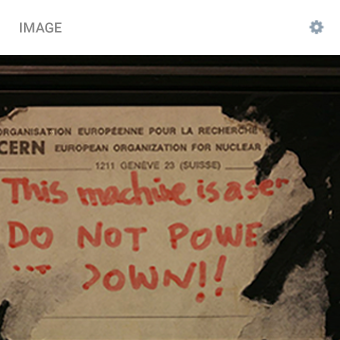 IMAGE
ORGANISATION EUROPÉENNE POUR LA RECHERCHE
CERN EUROPEAN ORGANIZATION FOR NUCLEAR
1211 GENÈVE 23 (SUISSE)
This machine is a ser
DO NOT POWE
DOWN!!